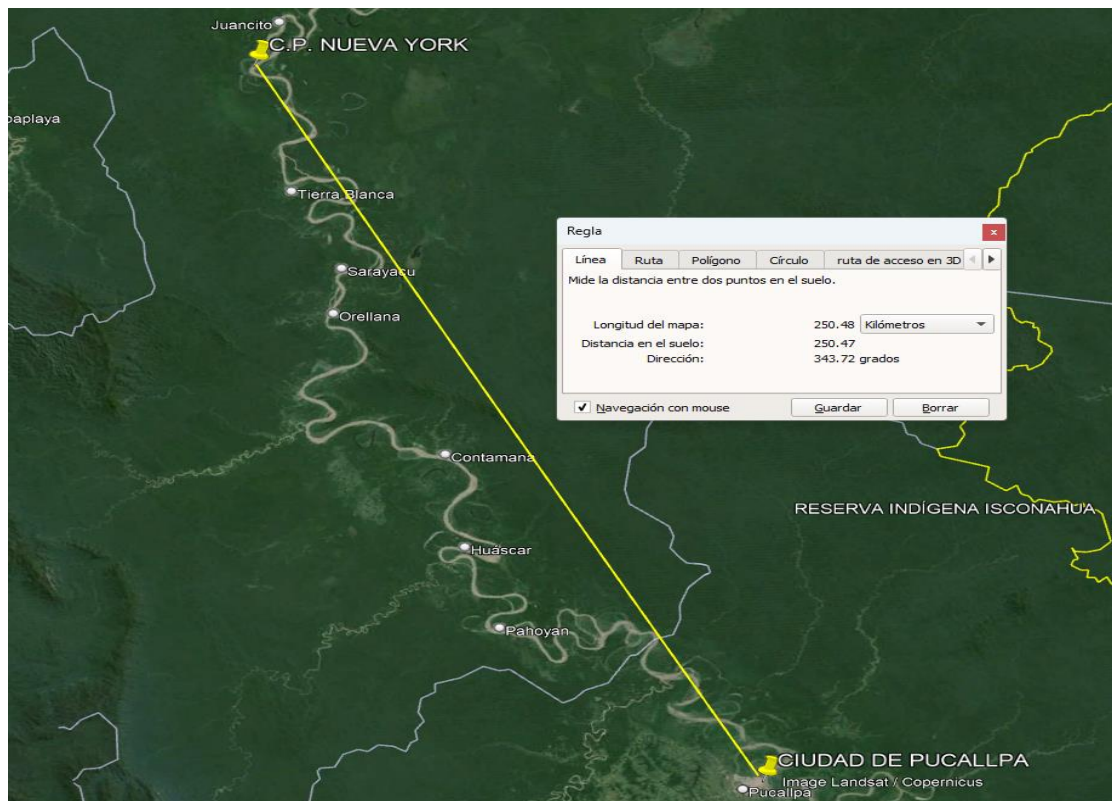 Juancito
C.P. NUEVA YORK
oaplaya
Tierra Blanca
Regla
x
Línea Ruta Polígono Círculo ruta de acceso en 3D
Mide la distancia entre dos puntos en el suelo.
Sarayacu
Orellana
Longitud del mapa: 250.48 Kilómetros
Distancia en el suelo: 250.47
Dirección: 343.72 grados
Navegación con mouse Guardar Borrar
Contamana
RESERVA INDÍGENA ISCONAHUA
Huáscar
Pahoyan
CIUDAD DE PUCALLPA
Image Landsat / Copernicus
Pucallpa